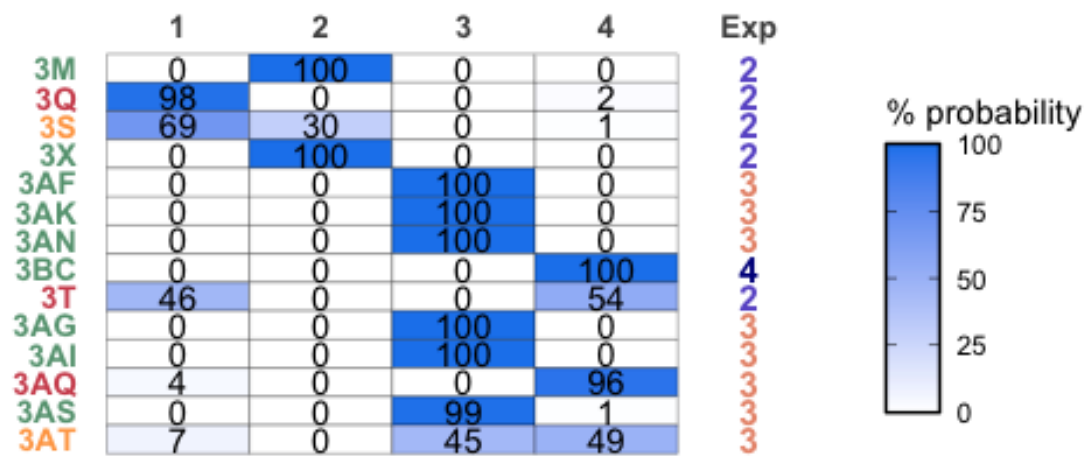 1 2 3 4 Exp
3M 0 100 0 0 2
3Q 98 0 0 2 2
3S 69 30 0 1 2
3X 0 100 0 0 2
3AF 0 0 100 0 3
3AK 0 0 100 0 3
3AN 0 0 100 0 3
3BC 0 0 0 100 4
3T 46 0 0 54 2
3AG 0 0 100 0 3
3AI 0 0 100 0 3
3AQ 4 0 0 96 3
3AS 0 0 99 1 3
3AT 7 0 45 49 3
% probability
100
75
50
25
0